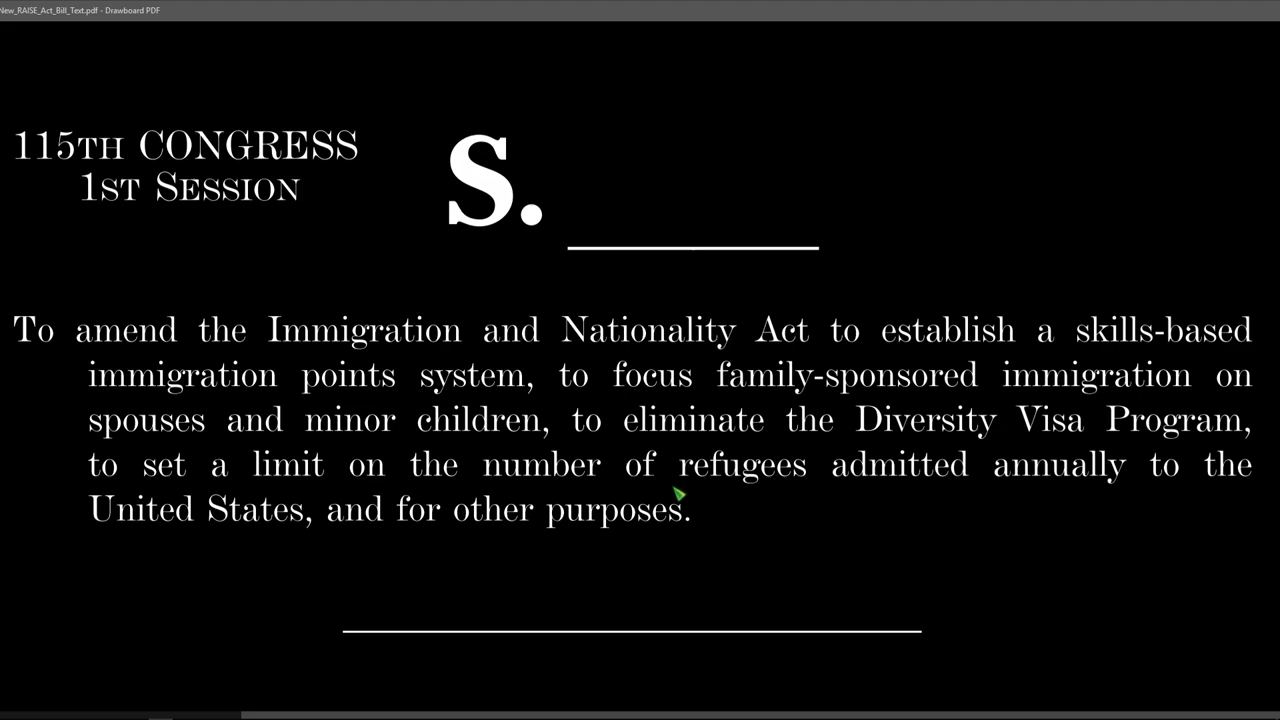 New_RAISE_Act_Bill_Text.pdf - Drawboard PDF
115TH CONGRESS
1ST SESSION
S.
To amend the Immigration and Nationality Act to establish a skills-based
immigration points system, to focus family-sponsored immigration on
spouses and minor children, to eliminate the Diversity Visa Program,
to set a limit on the number of refugees admitted annually to the
United States, and for other purposes.